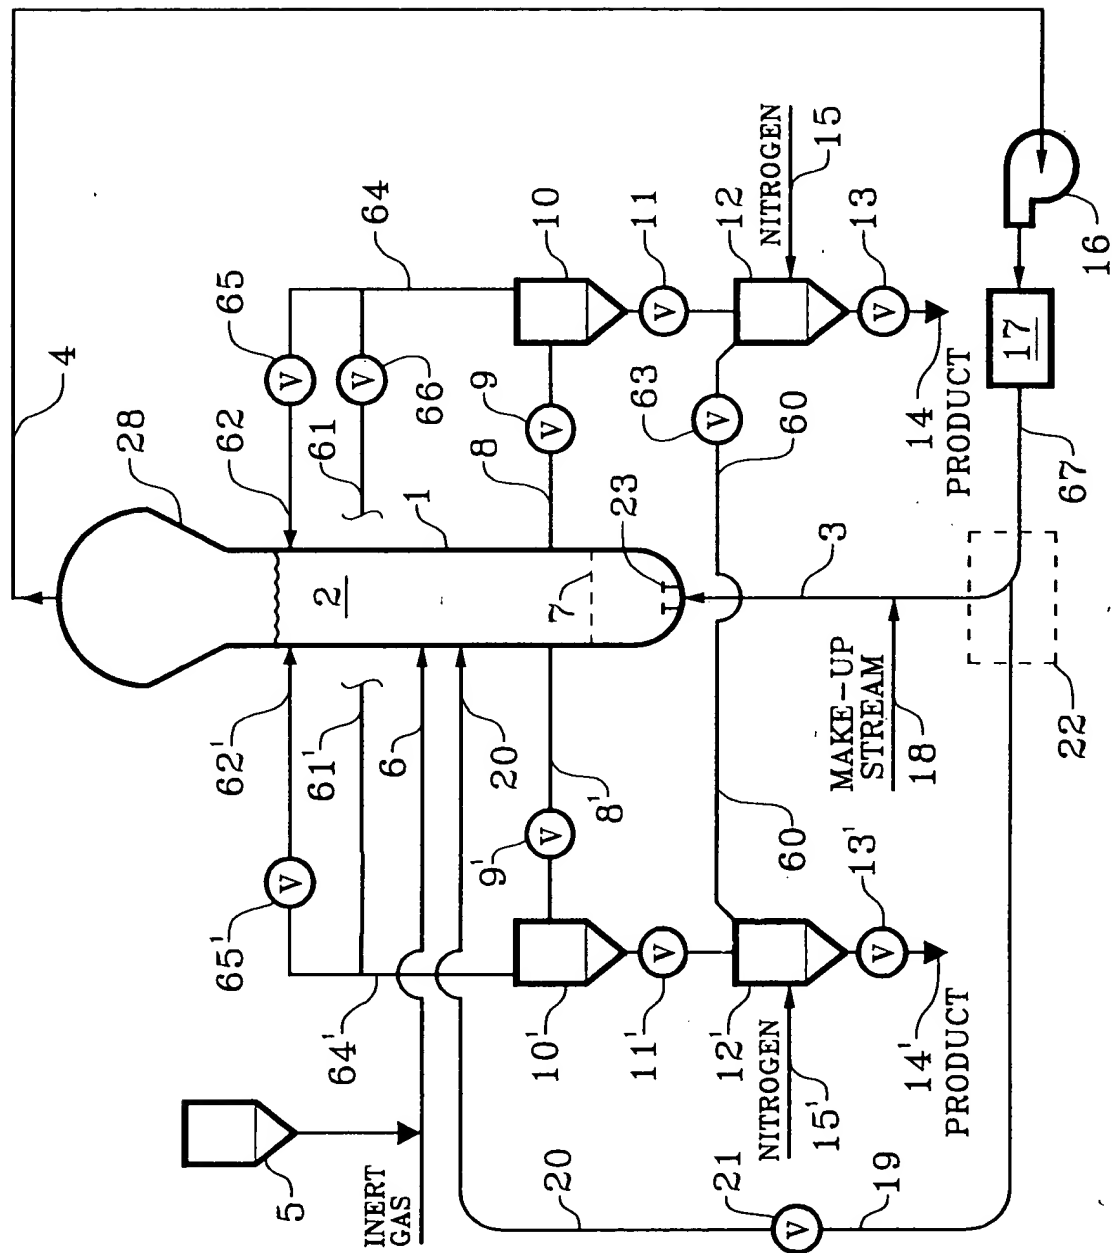 4
28
62
65
64
61
66
1
2
62'
61'
65'
6
20
64'
5
INERT
GAS
10
9
8
11
12
NITROGEN
15
13
7
23
63
60
14
PRODUCT
16
17
67
3
MAKE-UP
STREAM
18
22
8'
9'
10'
11'
12'
60
13'
NITROGEN
15'
14'
PRODUCT
20
21
19
V
V
V
V
V
V
V
V
V
V
V
V